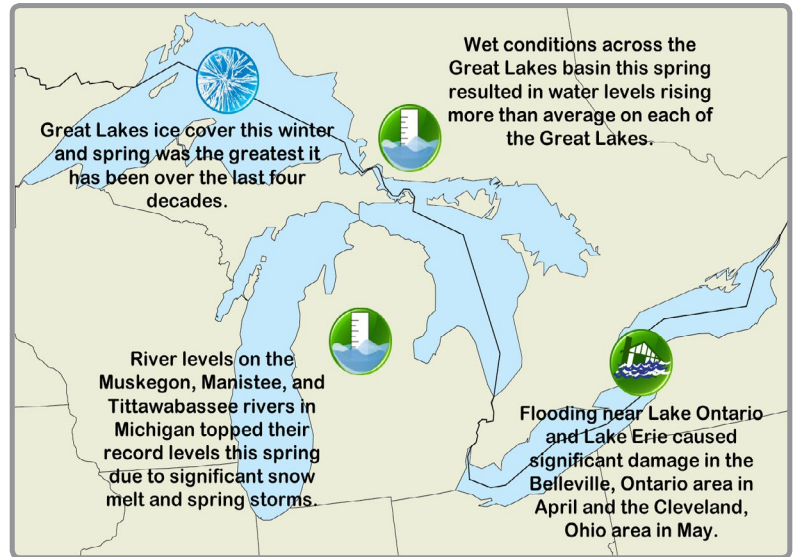 Wet conditions across the
Great Lakes basin this spring
resulted in water levels rising
more than average on each of
the Great Lakes.
Great Lakes ice cover this winter
and spring was the greatest it
has been over the last four
decades.
River levels on the
Muskegon, Manistee, and
Tittawabassee rivers in
Michigan topped their
record levels this spring
due to significant snow
melt and spring storms.
Flooding near Lake Ontario
and Lake Erie caused
significant damage in the
Belleville, Ontario area in
April and the Cleveland,
Ohio area in May.